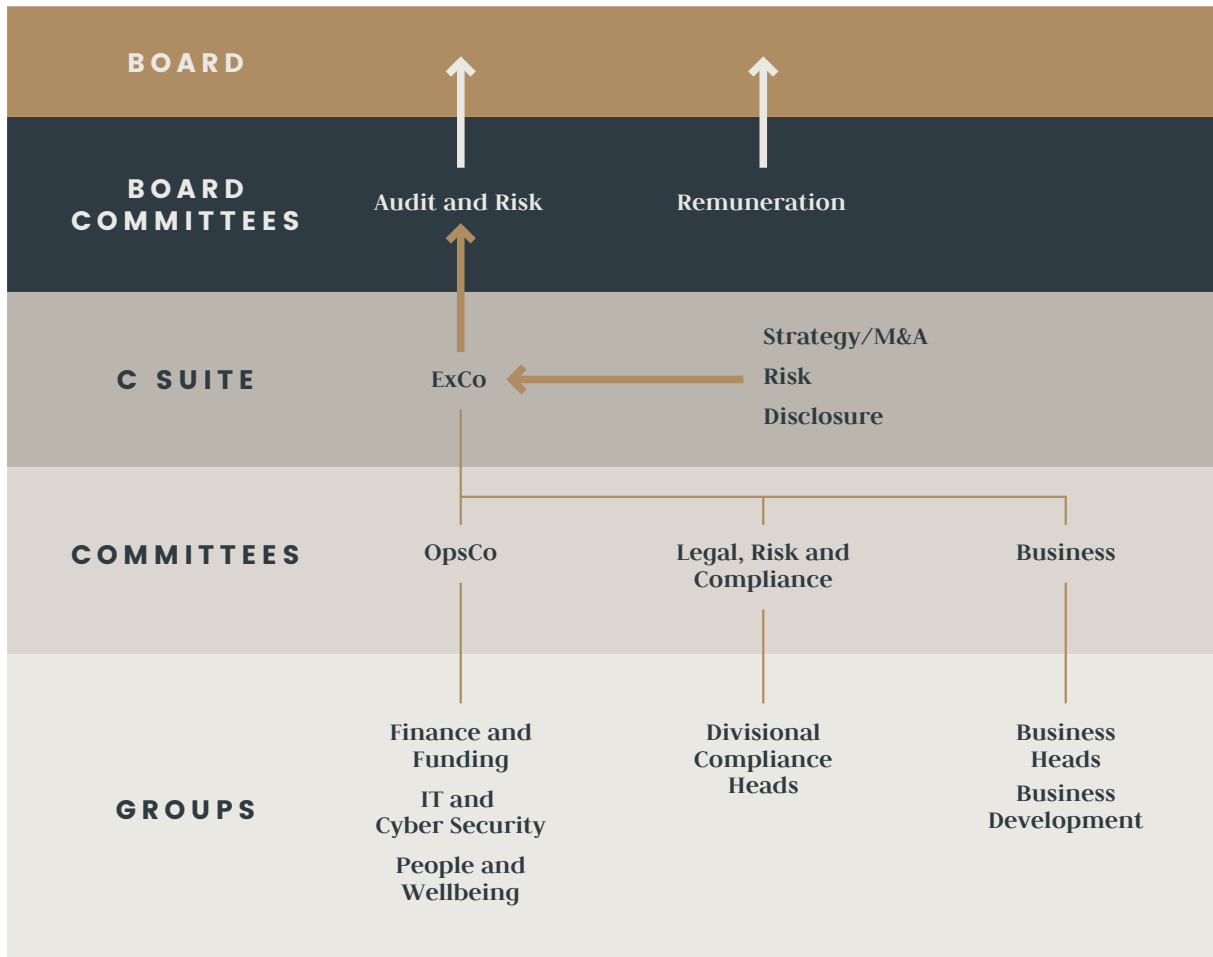 BOARD
BOARD
COMMITTEES
Audit and Risk
Remuneration
C SUITE
ExCo
Strategy/M&A
Risk
Disclosure
COMMITTEES
OpsCo
Legal, Risk and
Compliance
Business
GROUPS
Finance and
Funding
IT and
Cyber Security
People and
Wellbeing
Divisional
Compliance
Heads
Business
Heads
Business
Development